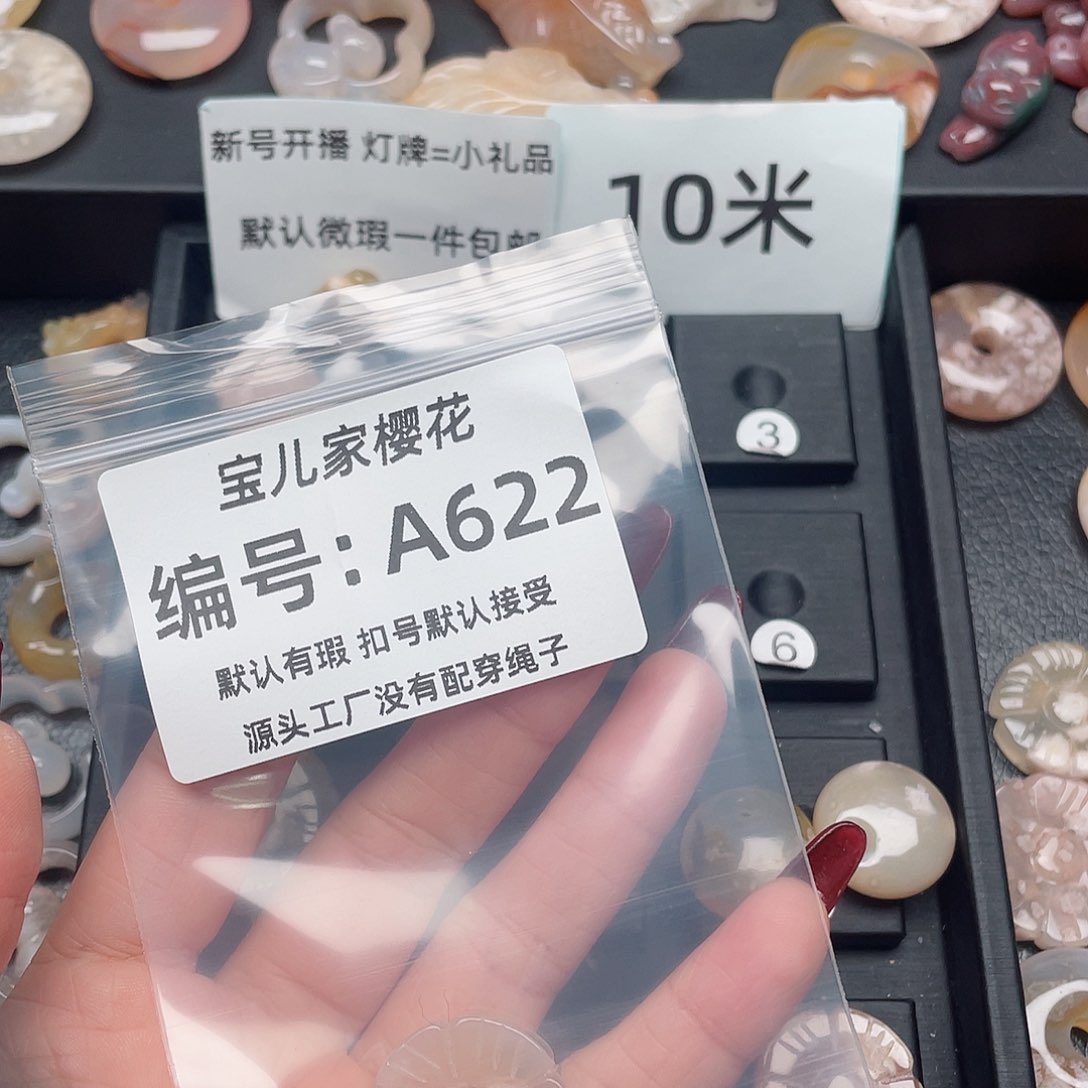 新号开播 灯牌=小礼品
默认微瑕一件包邮
10米
宝儿家樱花
编号：A622
默认有瑕 扣号默认接受
源头工厂没有配穿绳子
3
6